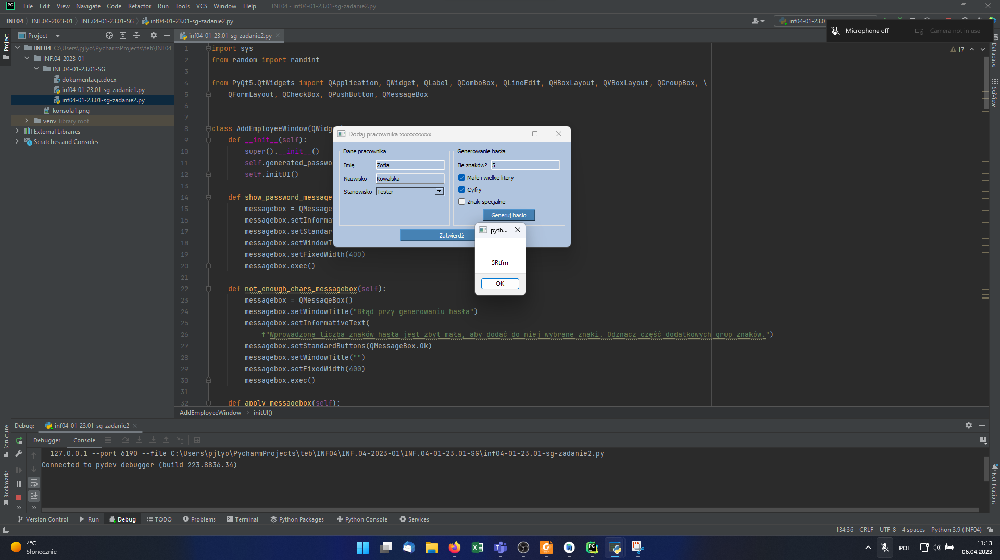 PC File Edit View Navigate Code Refactor Run Tools VCS Window Help INF04 - inf04-01-23.01-sg-zadanie2.py
INF04 INF.04-2023-01 INF.04-01-23.01-SG inf04-01-23.01-sg-zadanie2.py
inf04-01-23.01
Microphone off Camera not in use
Project
inf04-01-23.01-sg-zadanie2.py
INF04 C:\Users\pjlyo\PycharmProjects\teb\INF04
INF.04-2023-01
INF.04-01-23.01-SG
dokumentacja.docx
inf04-01-23.01-sg-zadanie1.py
inf04-01-23.01-sg-zadanie2.py
konsola1.png
venv library root
External Libraries
Scratches and Consoles
Project
Structure
Bookmarks
17
Database
SciView
Notifications
1 import sys
2 from random import randint
3
4 from PyQt5.QtWidgets import QApplication, QWidget, QLabel, QComboBox, QLineEdit, QHBoxLayout, QVBoxLayout, QGroupBox, \
5 QFormLayout, QCheckBox, QPushButton, QMessageBox
6
7
8 class AddEmployeeWindow(QWidg
9 def __init__(self):
10 super().__init__()
11 self.generated_passwo
12 self.initUI()
13
14 def show_password_message
15 messagebox = QMessage
16 messagebox.setInforma
17 messagebox.setStandar
18 messagebox.setWindowT
19 messagebox.setFixedWidth(400)
20 messagebox.exec()
21
22 def not_enough_chars_messagebox(self):
23 messagebox = QMessageBox()
24 messagebox.setWindowTitle("Błąd przy generowaniu hasła")
25 messagebox.setInformativeText(
26 f"Wprowadzona liczba znaków hasła jest zbyt mała, aby dodać do niej wybrane znaki. Odznacz część dodatkowych grup znaków.")
27 messagebox.setStandardButtons(QMessageBox.Ok)
28 messagebox.setWindowTitle("")
29 messagebox.setFixedWidth(400)
30 messagebox.exec()
31
32 def apply_messagebox(self):
AddEmployeeWindow initUI()
Dodaj pracownika xxxxxxxxxxx
Dane pracownika
Imię Zofia
Nazwisko Kowalska
Stanowisko Tester
Generowanie hasła
Ile znaków? 5
Małe i wielkie litery
Cyfry
Znaki specjalne
Generuj hasło
Zatwierdź
pyth...
5Rtfm
OK
Debug: inf04-01-23.01-sg-zadanie2
Debugger Console
127.0.0.1 --port 6190 --file C:\Users\pjlyo\PycharmProjects\teb\INF04\INF.04-2023-01\INF.04-01-23.01-SG\inf04-01-23.01-sg-zadanie2.py
Connected to pydev debugger (build 223.8836.34)
Version Control Run Debug TODO Problems Terminal Python Packages Python Console Services
134:36 CRLF UTF-8 4 spaces Python 3.9 (INF04)
4°C
Słonecznie
POL
11:13
06.04.2023